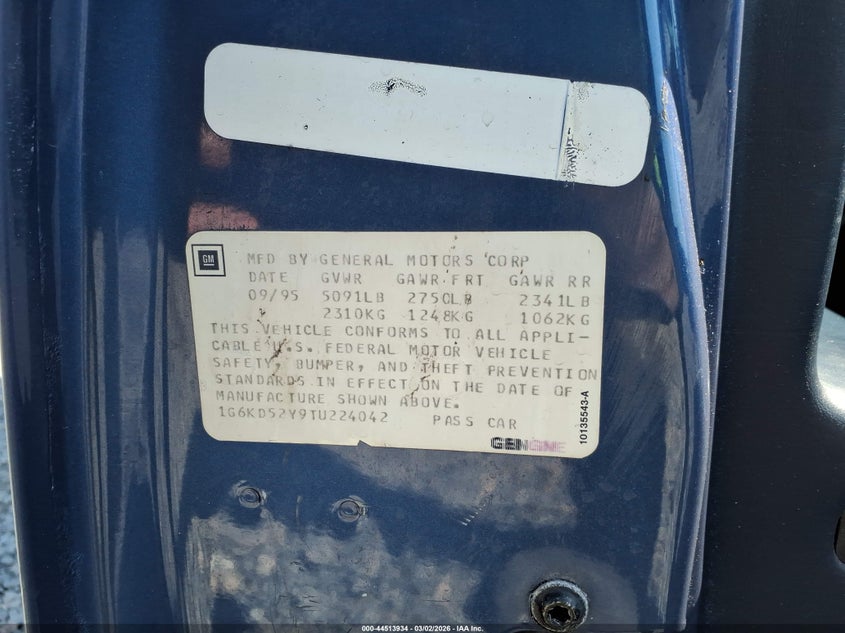 GM
MFD BY GENERAL MOTORS CORP
DATE GVWR GAWR FRT GAWR RR
09/95 5091LB 2750LB 2341LB
2310KG 1248KG 1062KG
THIS VEHICLE CONFORMS TO ALL APPLI-
CABLE U.S. FEDERAL MOTOR VEHICLE
SAFETY, BUMPER, AND THEFT PREVENTION
STANDARDS IN EFFECT ON THE DATE OF
MANUFACTURE SHOWN ABOVE.
1G6KD52Y9TU224042 PASS CAR
10135543-A
000-44513934 - 03/02/2026 - IAA Inc.